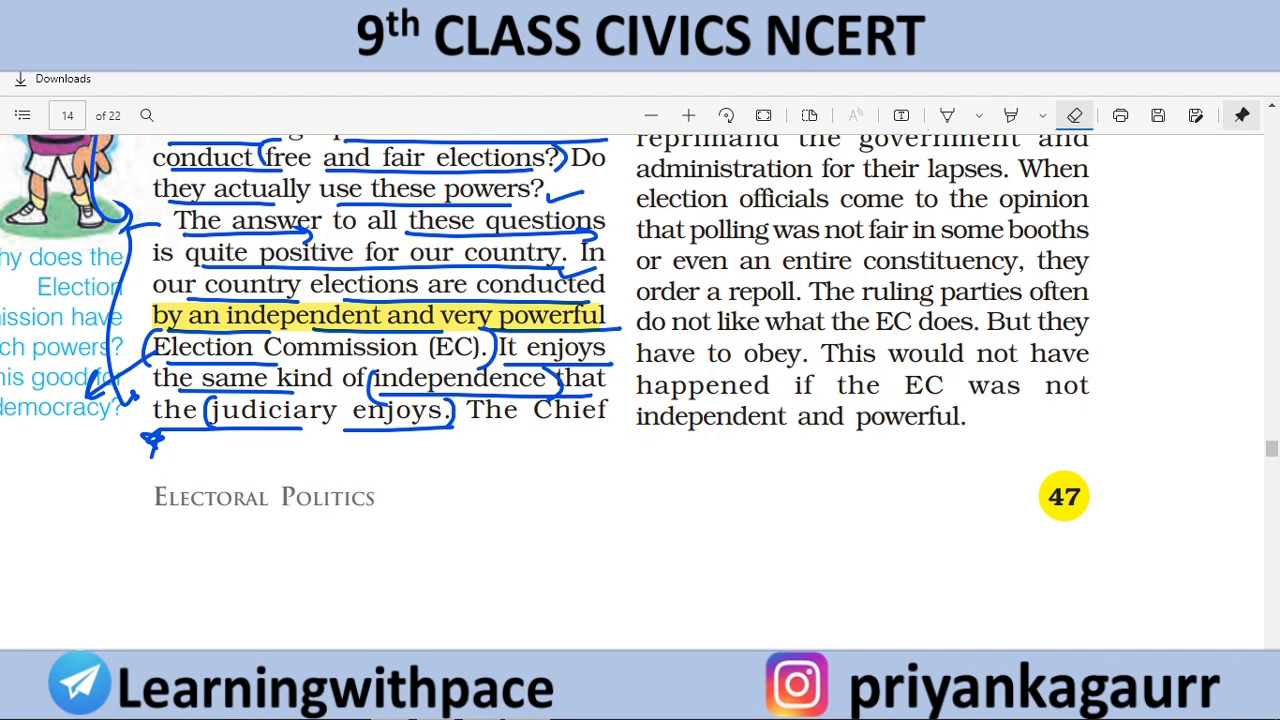 9th CLASS CIVICS NCERT
Downloads
14 of 22
conduct free and fair elections? Do
they actually use these powers?
The answer to all these questions
is quite positive for our country. In
our country elections are conducted
by an independent and very powerful
Election Commission (EC). It enjoys
the same kind of independence that
the judiciary enjoys. The Chief
hy does the
Election
ission have
ch powers?
his good for
democracy?
reprimand the government and
administration for their lapses. When
election officials come to the opinion
that polling was not fair in some booths
or even an entire constituency, they
order a repoll. The ruling parties often
do not like what the EC does. But they
have to obey. This would not have
happened if the EC was not
independent and powerful.
ELECTORAL POLITICS
47
Learningwithpace
priyankagaurr